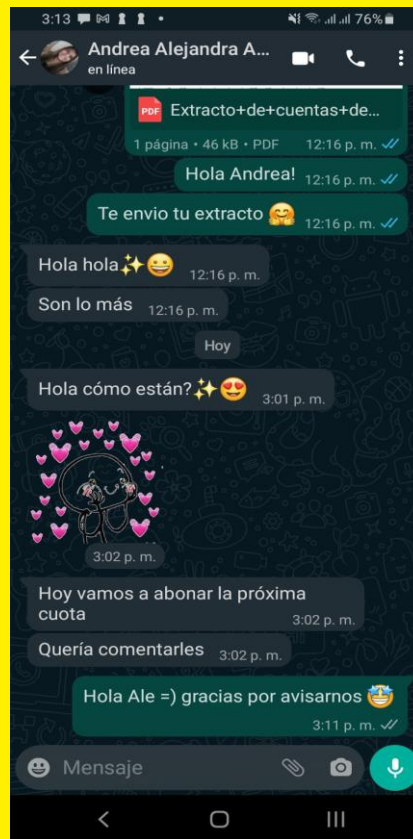 3:13 76%
Andrea Alejandra A...
en línea
PDF Extracto+de+cuentas+de...
1 página • 46 kB • PDF 12:16 p. m.
Hola Andrea! 12:16 p. m.
Te envio tu extracto 🤗 12:16 p. m.
Hola hola✨😀 12:16 p. m.
Son lo más 12:16 p. m.
Hoy
Hola cómo están?✨😍 3:01 p. m.
3:02 p. m.
Hoy vamos a abonar la próxima
cuota 3:02 p. m.
Quería comentarles 3:02 p. m.
Hola Ale =) gracias por avisarnos 🤩
3:11 p. m.
Mensaje